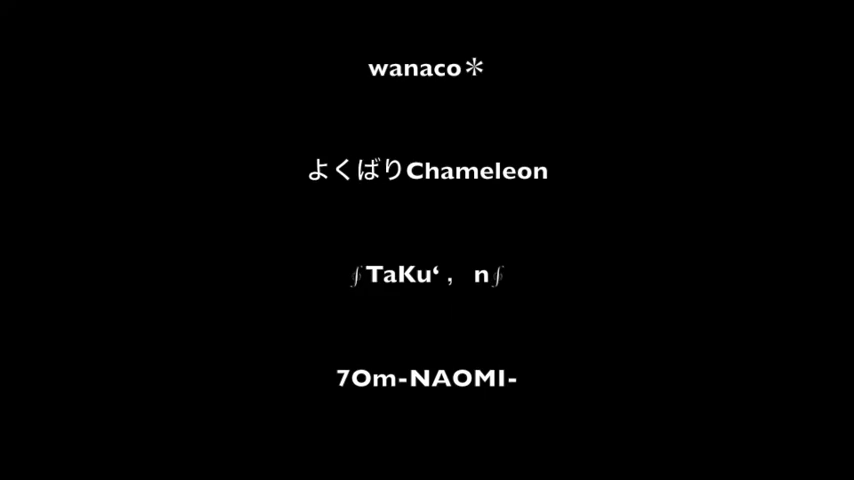 wanaco＊
よくばりChameleon
∮TaKu‘， n∮
7Om-NAOMI-